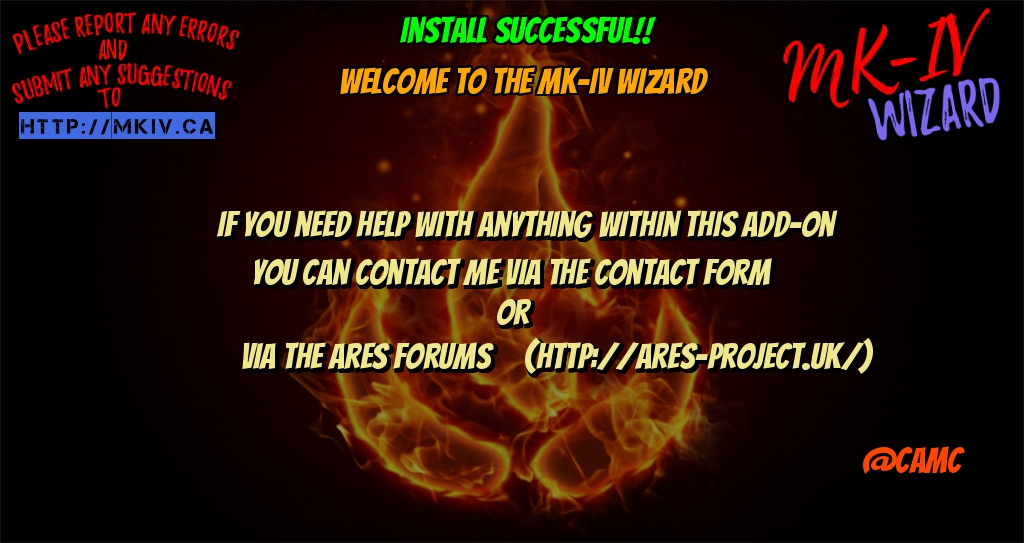 PLEASE REPORT ANY ERRORS
AND
SUBMIT ANY SUGGESTIONS
TO
HTTP://MKIV.CA
INSTALL SUCCESSFUL!!
WELCOME TO THE MK-IV WIZARD
MK-IV
WIZARD
IF YOU NEED HELP WITH ANYTHING WITHIN THIS ADD-ON
YOU CAN CONTACT ME VIA THE CONTACT FORM
OR
VIA THE ARES FORUMS (HTTP://ARES-PROJECT.UK/)
@CAMC